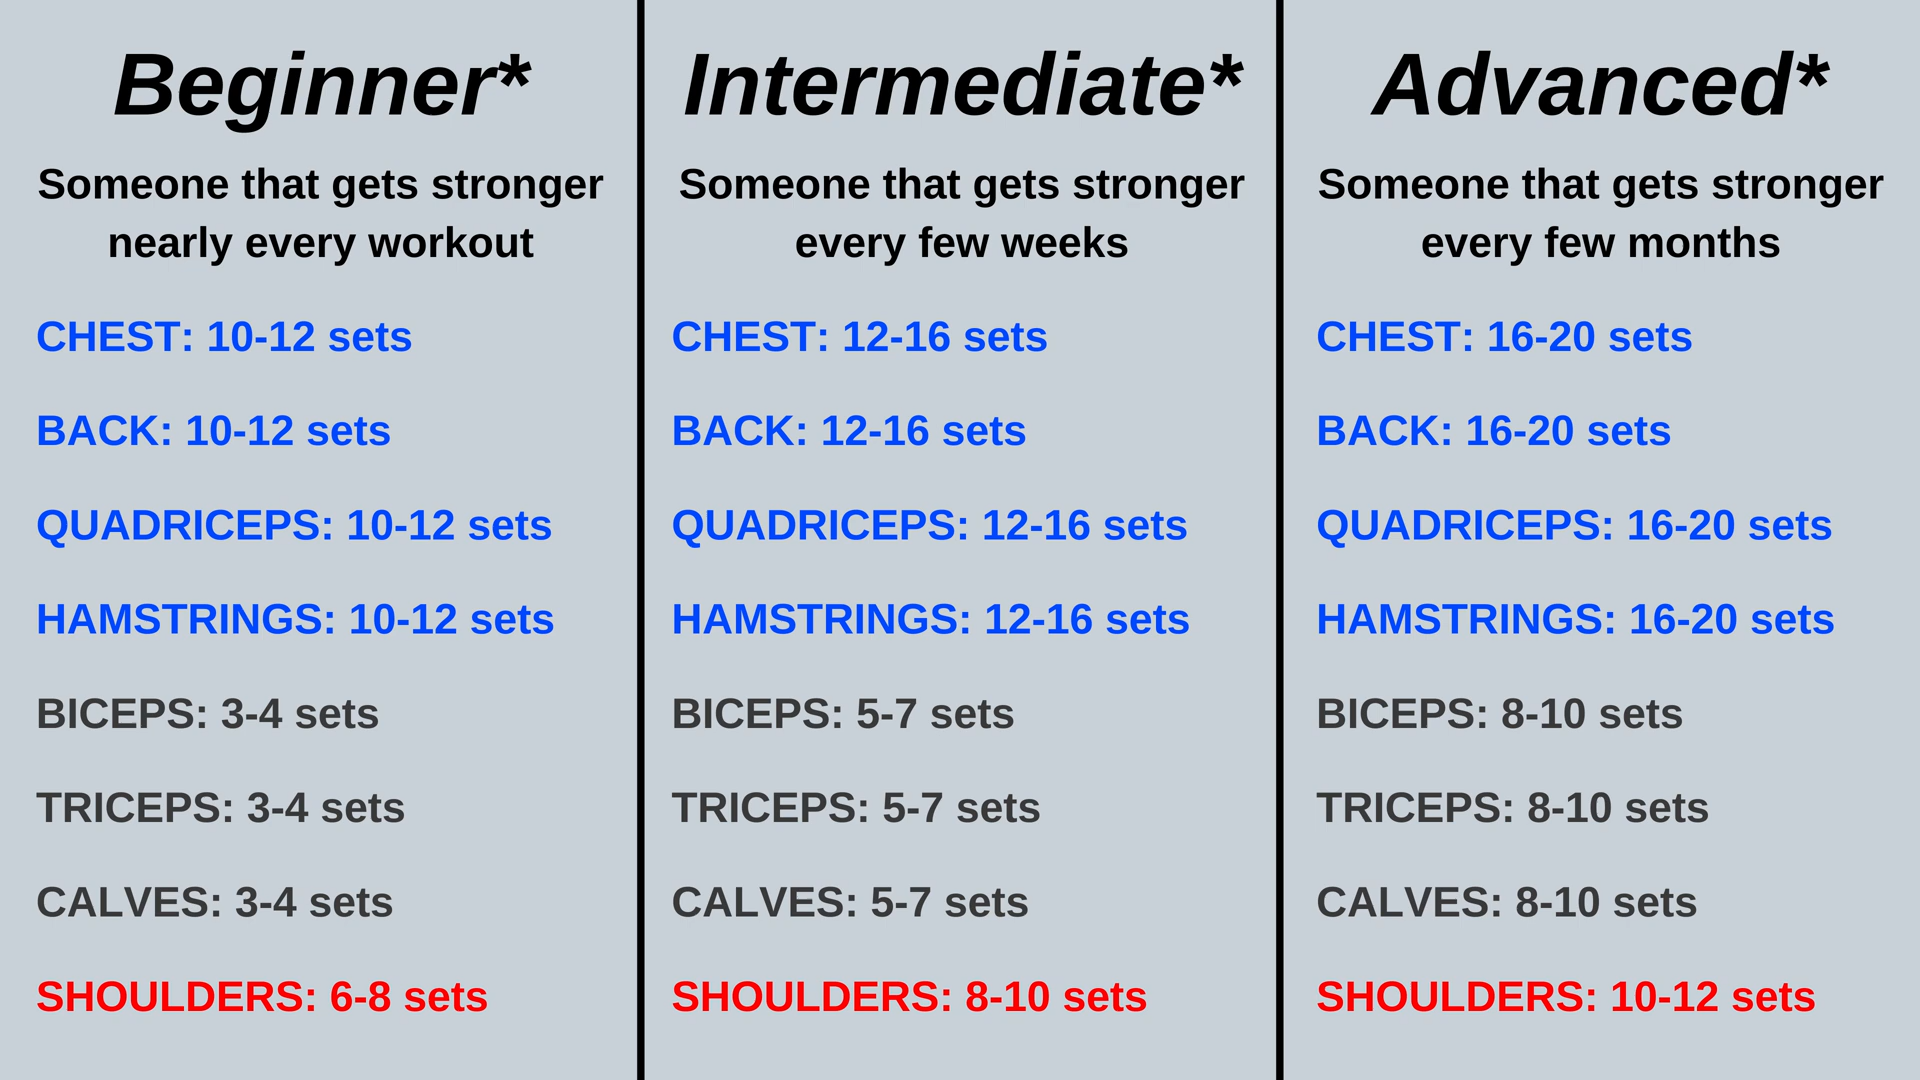 Beginner*
Someone that gets stronger
nearly every workout
CHEST: 10-12 sets
BACK: 10-12 sets
QUADRICEPS: 10-12 sets
HAMSTRINGS: 10-12 sets
BICEPS: 3-4 sets
TRICEPS: 3-4 sets
CALVES: 3-4 sets
SHOULDERS: 6-8 sets
Intermediate*
Someone that gets stronger
every few weeks
CHEST: 12-16 sets
BACK: 12-16 sets
QUADRICEPS: 12-16 sets
HAMSTRINGS: 12-16 sets
BICEPS: 5-7 sets
TRICEPS: 5-7 sets
CALVES: 5-7 sets
SHOULDERS: 8-10 sets
Advanced*
Someone that gets stronger
every few months
CHEST: 16-20 sets
BACK: 16-20 sets
QUADRICEPS: 16-20 sets
HAMSTRINGS: 16-20 sets
BICEPS: 8-10 sets
TRICEPS: 8-10 sets
CALVES: 8-10 sets
SHOULDERS: 10-12 sets